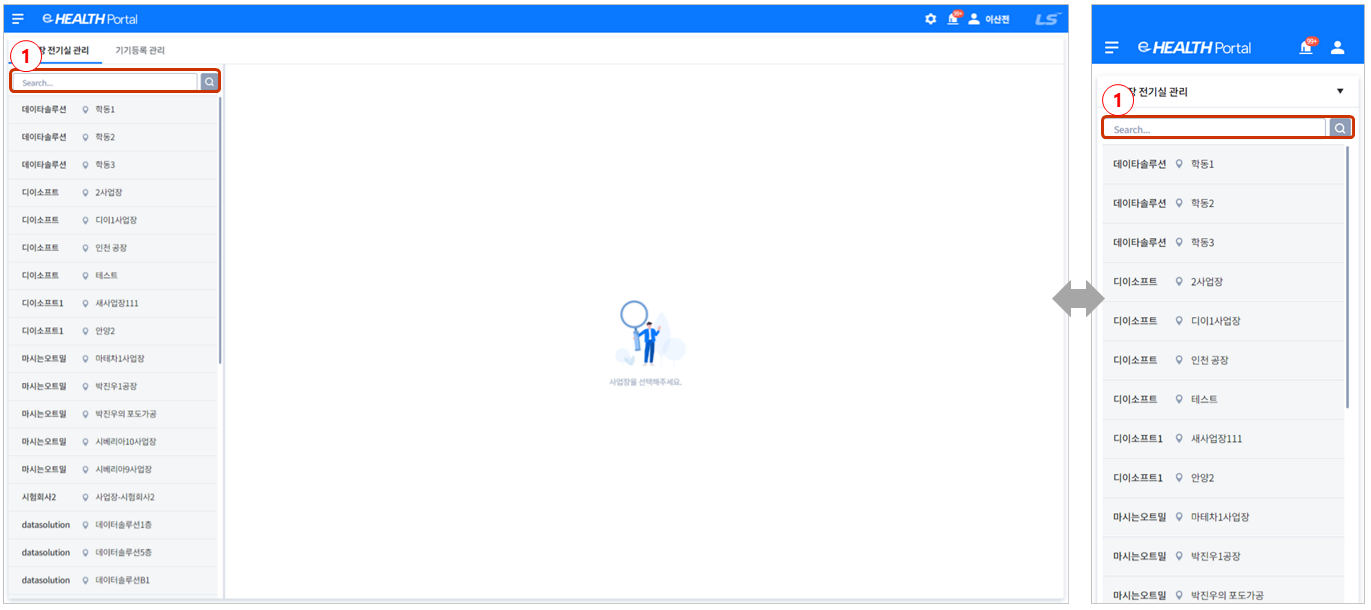 e-HEALTH Portal
99+
이산전
LS
장 전기실 관리
기기등록 관리
1
Search...
데이타솔루션 학동1
데이타솔루션 학동2
데이타솔루션 학동3
디이소프트 2사업장
디이소프트 디이1사업장
디이소프트 인천 공장
디이소프트 테스트
디이소프트1 새사업장111
디이소프트1 안양2
마시는오트밀 마테차1사업장
마시는오트밀 박진우1공장
마시는오트밀 박진우의 포도가공
마시는오트밀 시베리아10사업장
마시는오트밀 시베리아9사업장
시험회사2 사업장-시험회사2
datasolution 데이터솔루션1층
datasolution 데이터솔루션5층
datasolution 데이터솔루션B1
사업장을 선택해주세요.
e-HEALTH Portal
99+
장 전기실 관리
1
Search...
데이타솔루션 학동1
데이타솔루션 학동2
데이타솔루션 학동3
디이소프트 2사업장
디이소프트 디이1사업장
디이소프트 인천 공장
디이소프트 테스트
디이소프트1 새사업장111
디이소프트1 안양2
마시는오트밀 마테차1사업장
마시는오트밀 박진우1공장
마시는오트밀 박진우의 포도가공